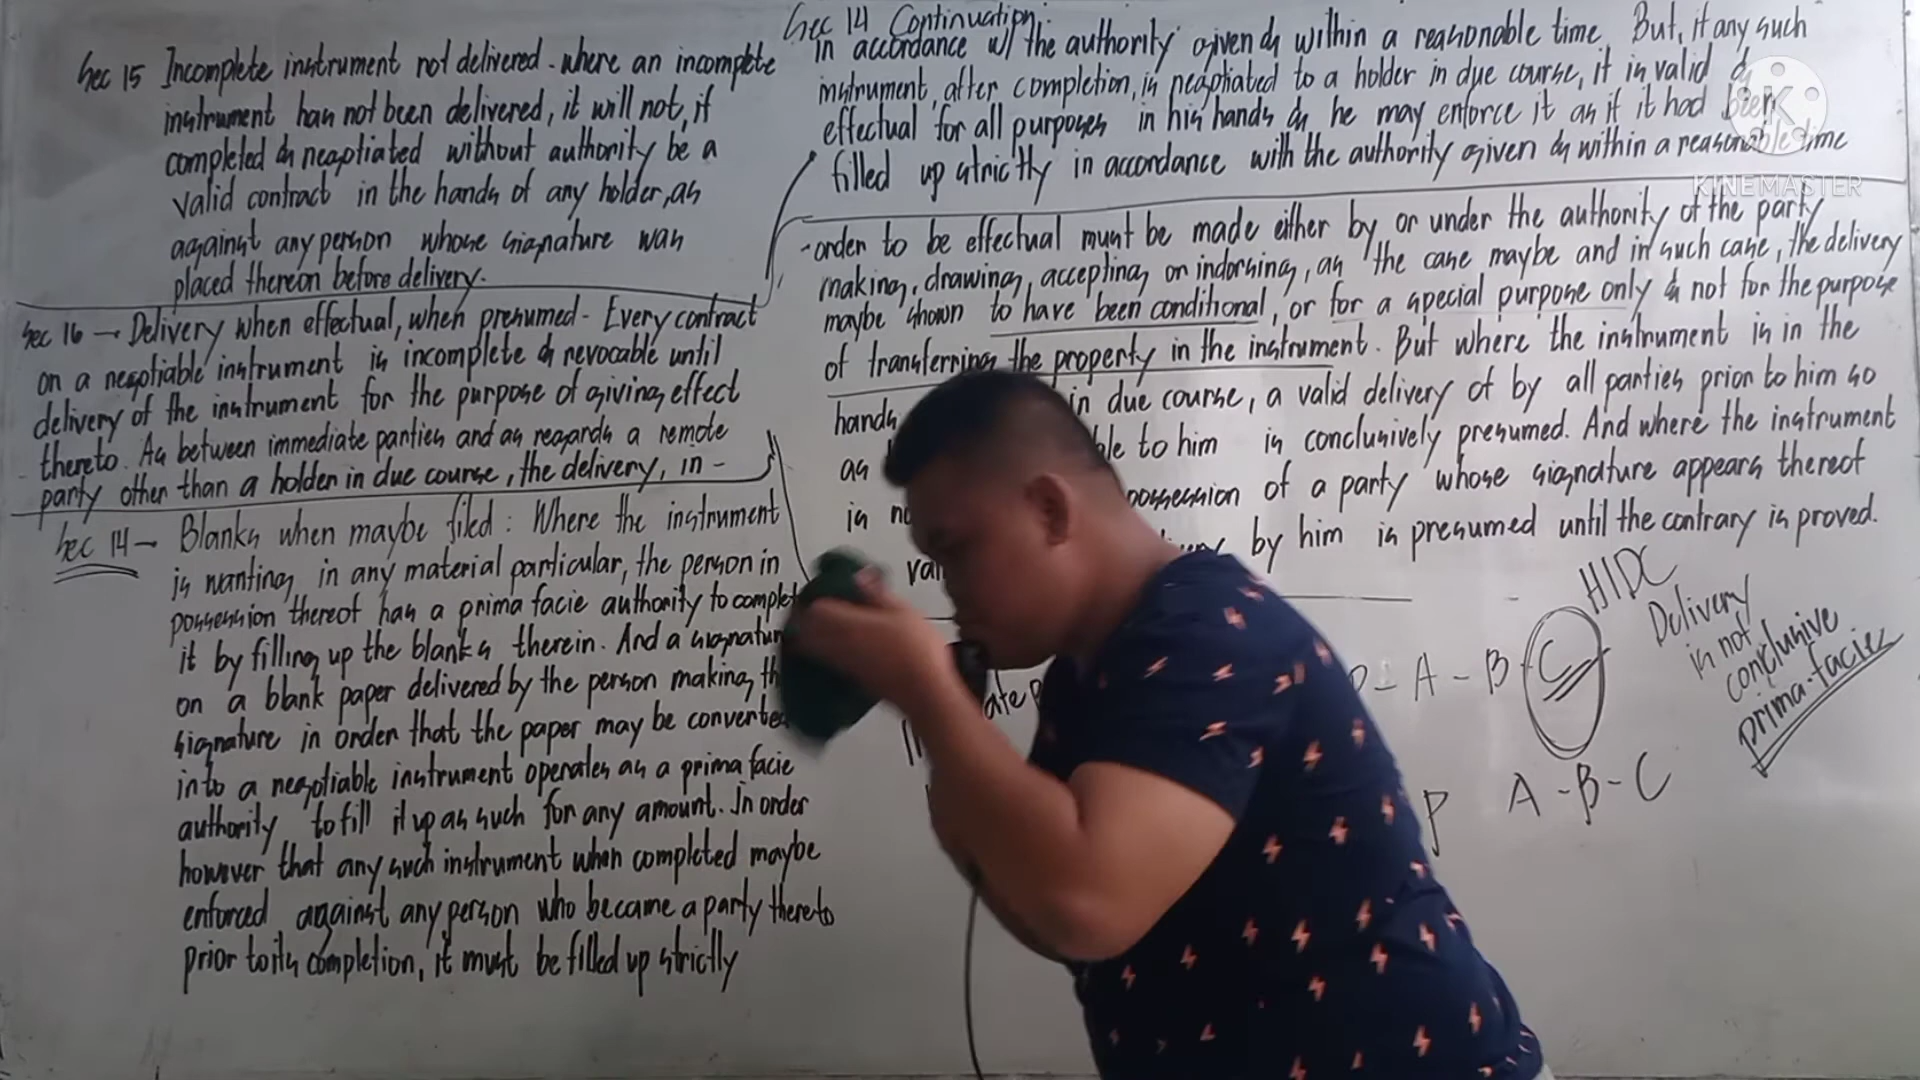 Sec 15 Incomplete instrument not delivered - where an incomplete
instrument has not been delivered, it will not, if
completed & negotiated without authority be a
valid contract in the hands of any holder, as
against any person whose signature was
placed thereon before delivery.
Sec 16 - Delivery when effectual, when presumed - Every contract
on a negotiable instrument is incomplete & revocable until
delivery of the instrument for the purpose of giving effect
thereto. As between immediate parties and as regards a remote
party other than a holder in due course, the delivery, in -
Sec 14 - Blanks when maybe filed : Where the instrument
is wanting in any material particular, the person in
possession thereof has a prima facie authority to complet
it by filling up the blanks therein. And a signatur
on a blank paper delivered by the person making th
signature in order that the paper may be converte
into a negotiable instrument operates as a prima facie
authority to fill it up as such for any amount. In order
however that any such instrument when completed maybe
enforced against any person who became a party thereto
prior to its completion, it must be filled up strictly
Sec 14 Continuation.
in accordance w/ the authority given & within a reasonable time. But, if any such
instrument, after completion, is negotiated to a holder in due course, it is valid &
effectual for all purposes in his hands & he may enforce it as if it had been
filled up strictly in accordance with the authority given & within a reasonable time
-order to be effectual must be made either by or under the authority of the party
making, drawing, accepting or indorsing, as the case maybe and in such case, the delivery
maybe shown to have been conditional, or for a special purpose only & not for the purpose
of transferring the property in the instrument. But where the instrument is in the
hands in due course, a valid delivery of by all parties prior to him so
as ble to him is conclusively presumed. And where the instrument
is no possession of a party whose signature appears thereof
val by him is presumed until the contrary is proved.
HIDC
P - A - B - C
Delivery
is not
conclusive
prima-facie
P A - B - C
K
KINEMASTER